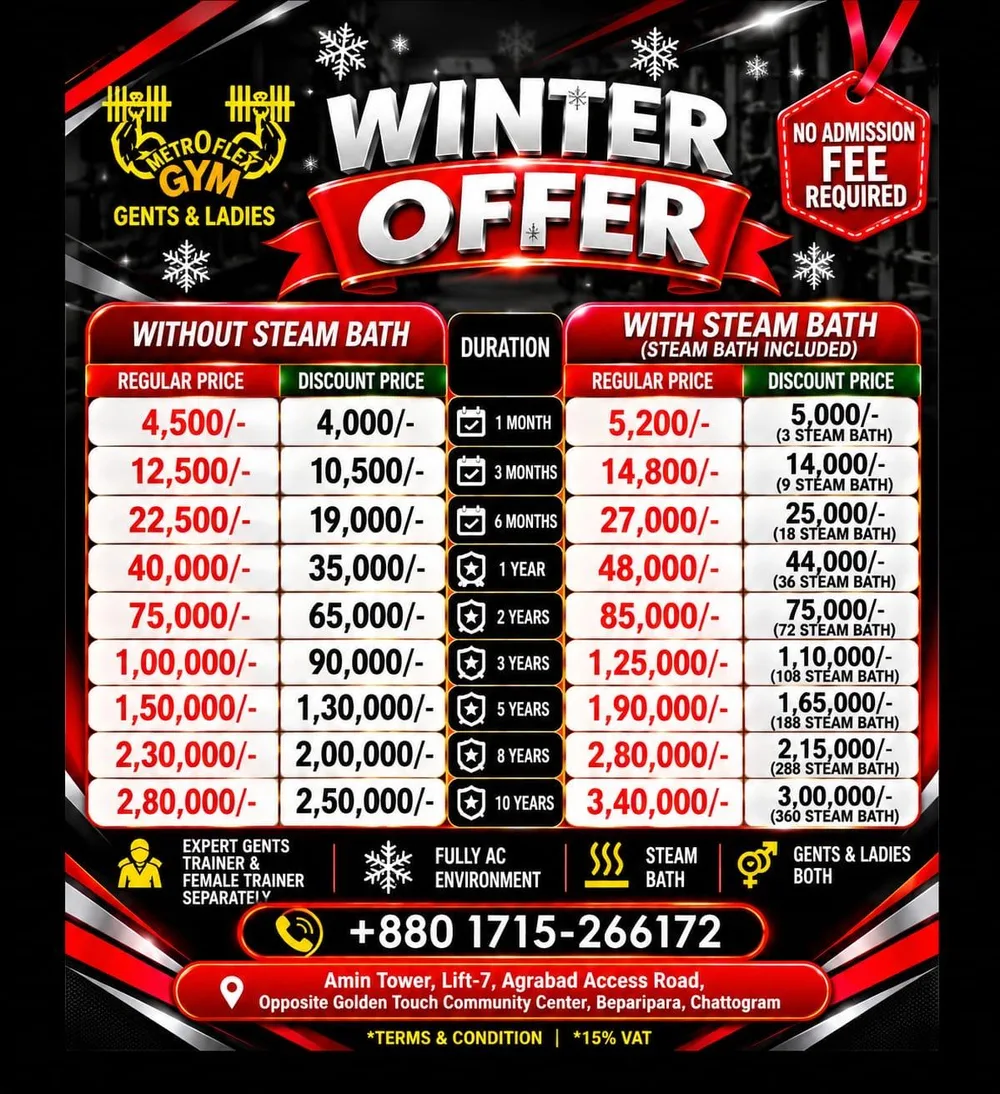 METROFLEX
GYM
GENTS & LADIES
WINTER
OFFER
NO ADMISSION
FEE
REQUIRED
WITHOUT STEAM BATH
DURATION
WITH STEAM BATH
(STEAM BATH INCLUDED)
REGULAR PRICE
DISCOUNT PRICE
REGULAR PRICE
DISCOUNT PRICE
4,500/- 4,000/- 1 MONTH 5,200/- 5,000/-
(3 STEAM BATH)
12,500/- 10,500/- 3 MONTHS 14,800/- 14,000/-
(9 STEAM BATH)
22,500/- 19,000/- 6 MONTHS 27,000/- 25,000/-
(18 STEAM BATH)
40,000/- 35,000/- 1 YEAR 48,000/- 44,000/-
(36 STEAM BATH)
75,000/- 65,000/- 2 YEARS 85,000/- 75,000/-
(72 STEAM BATH)
1,00,000/- 90,000/- 3 YEARS 1,25,000/- 1,10,000/-
(108 STEAM BATH)
1,50,000/- 1,30,000/- 5 YEARS 1,90,000/- 1,65,000/-
(188 STEAM BATH)
2,30,000/- 2,00,000/- 8 YEARS 2,80,000/- 2,15,000/-
(288 STEAM BATH)
2,80,000/- 2,50,000/- 10 YEARS 3,40,000/- 3,00,000/-
(360 STEAM BATH)
EXPERT GENTS
TRAINER &
FEMALE TRAINER
SEPARATELY
FULLY AC
ENVIRONMENT
STEAM
BATH
GENTS & LADIES
BOTH
+880 1715-266172
Amin Tower, Lift-7, Agrabad Access Road,
Opposite Golden Touch Community Center, Beparipara, Chattogram
*TERMS & CONDITION | *15% VAT